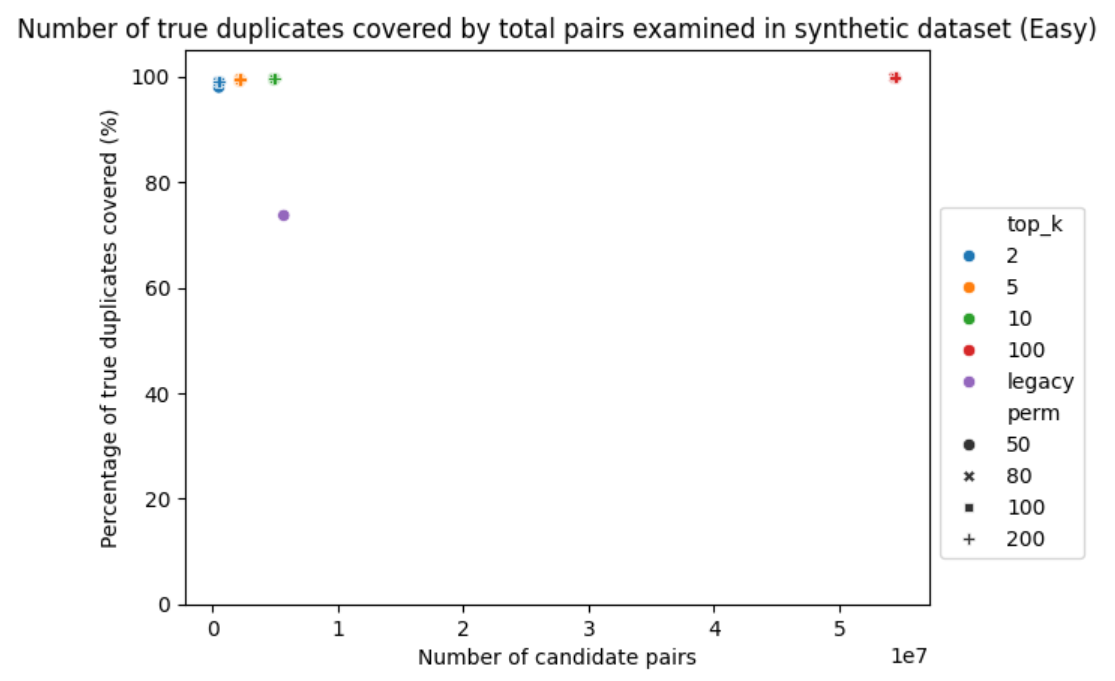 Number of true duplicates covered by total pairs examined in synthetic dataset (Easy)
Percentage of true duplicates covered (%)
100
80
60
40
20
0
0 1 2 3 4 5
1e7
Number of candidate pairs
top_k
2
5
10
100
legacy
perm
50
80
100
200